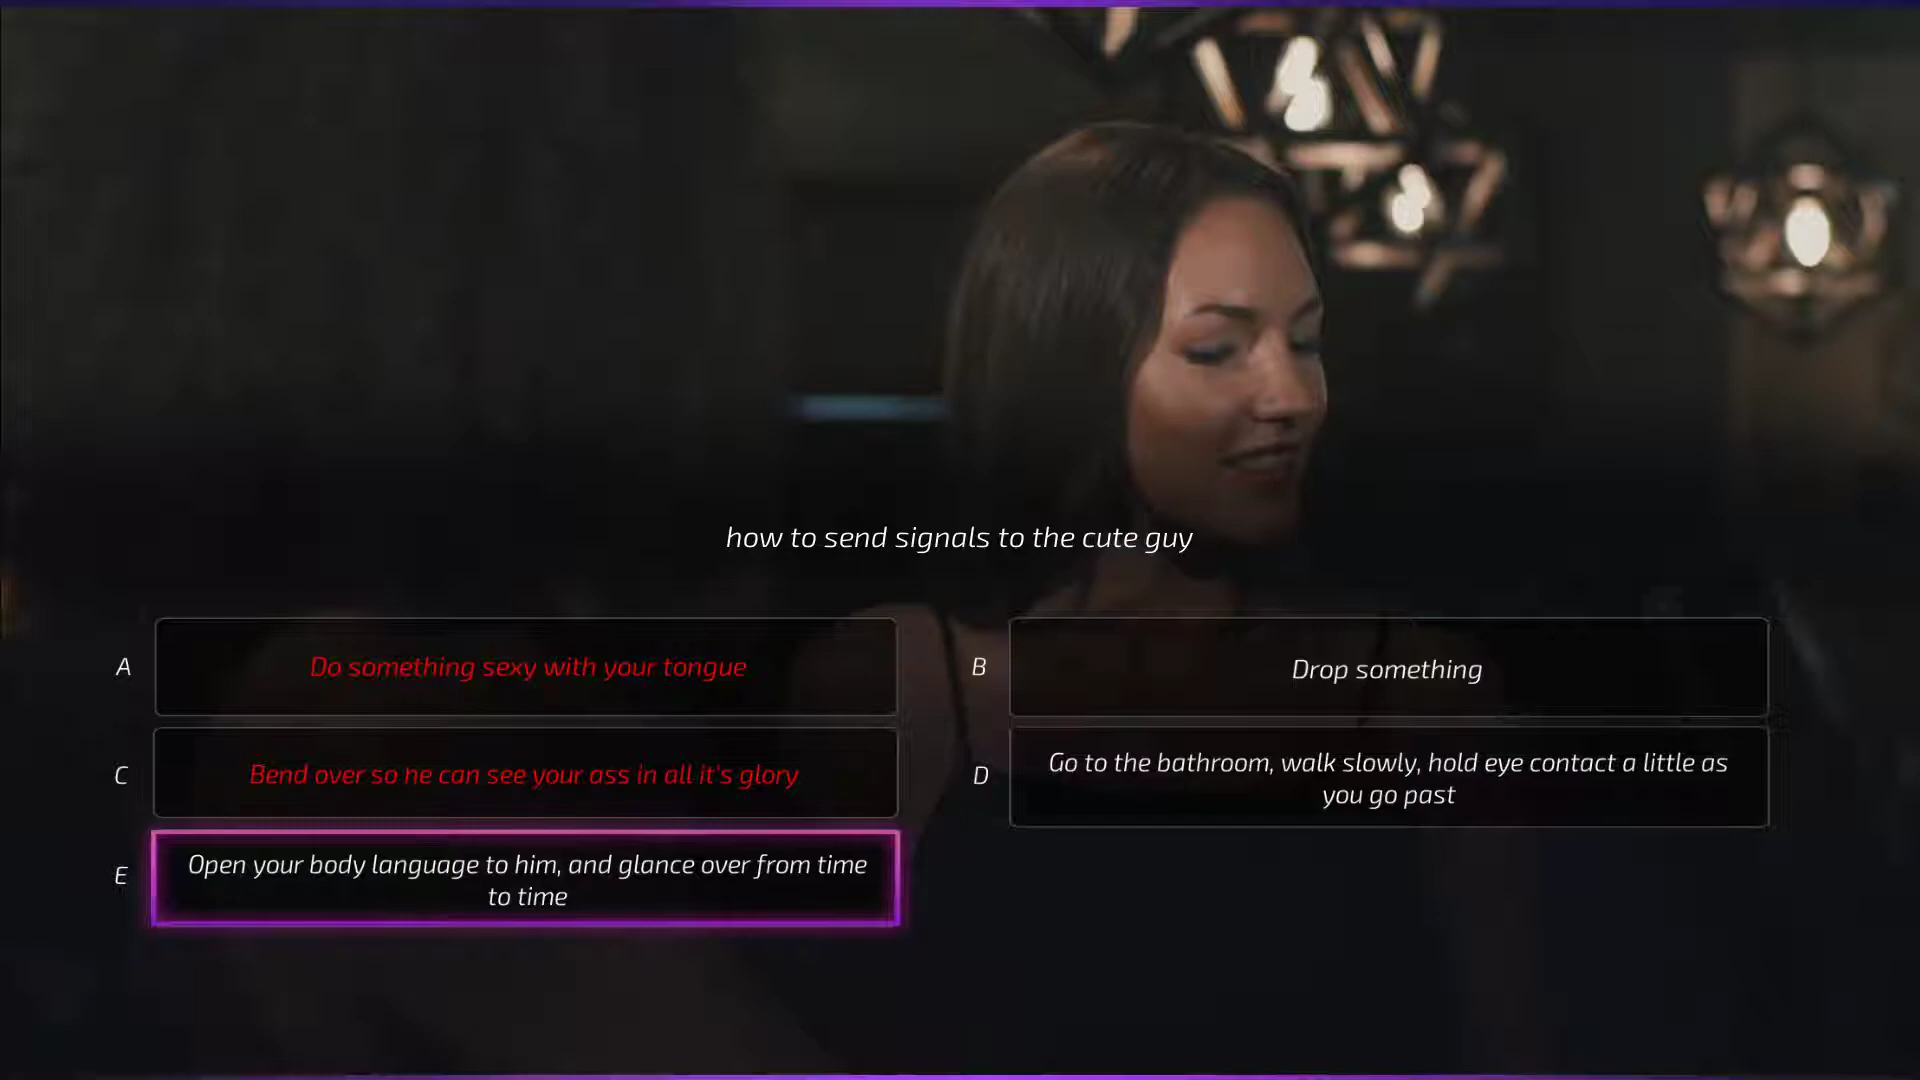 how to send signals to the cute guy
A
Do something sexy with your tongue
B
Drop something
C
Bend over so he can see your ass in all it's glory
D
Go to the bathroom, walk slowly, hold eye contact a little as
you go past
E
Open your body language to him, and glance over from time
to time